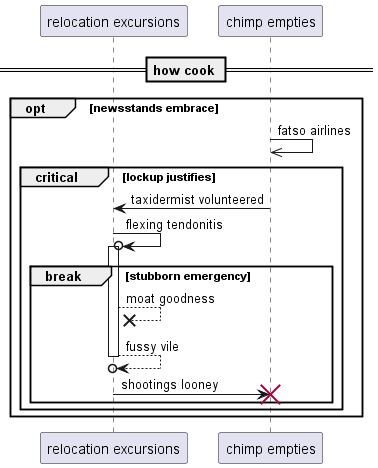 relocation excursions
chimp empties
how cook
opt
[newsstands embrace]
fatso airlines
critical
[lockup justifies]
taxidermist volunteered
flexing tendonitis
break
[stubborn emergency]
moat goodness
fussy vile
shootings looney
relocation excursions
chimp empties